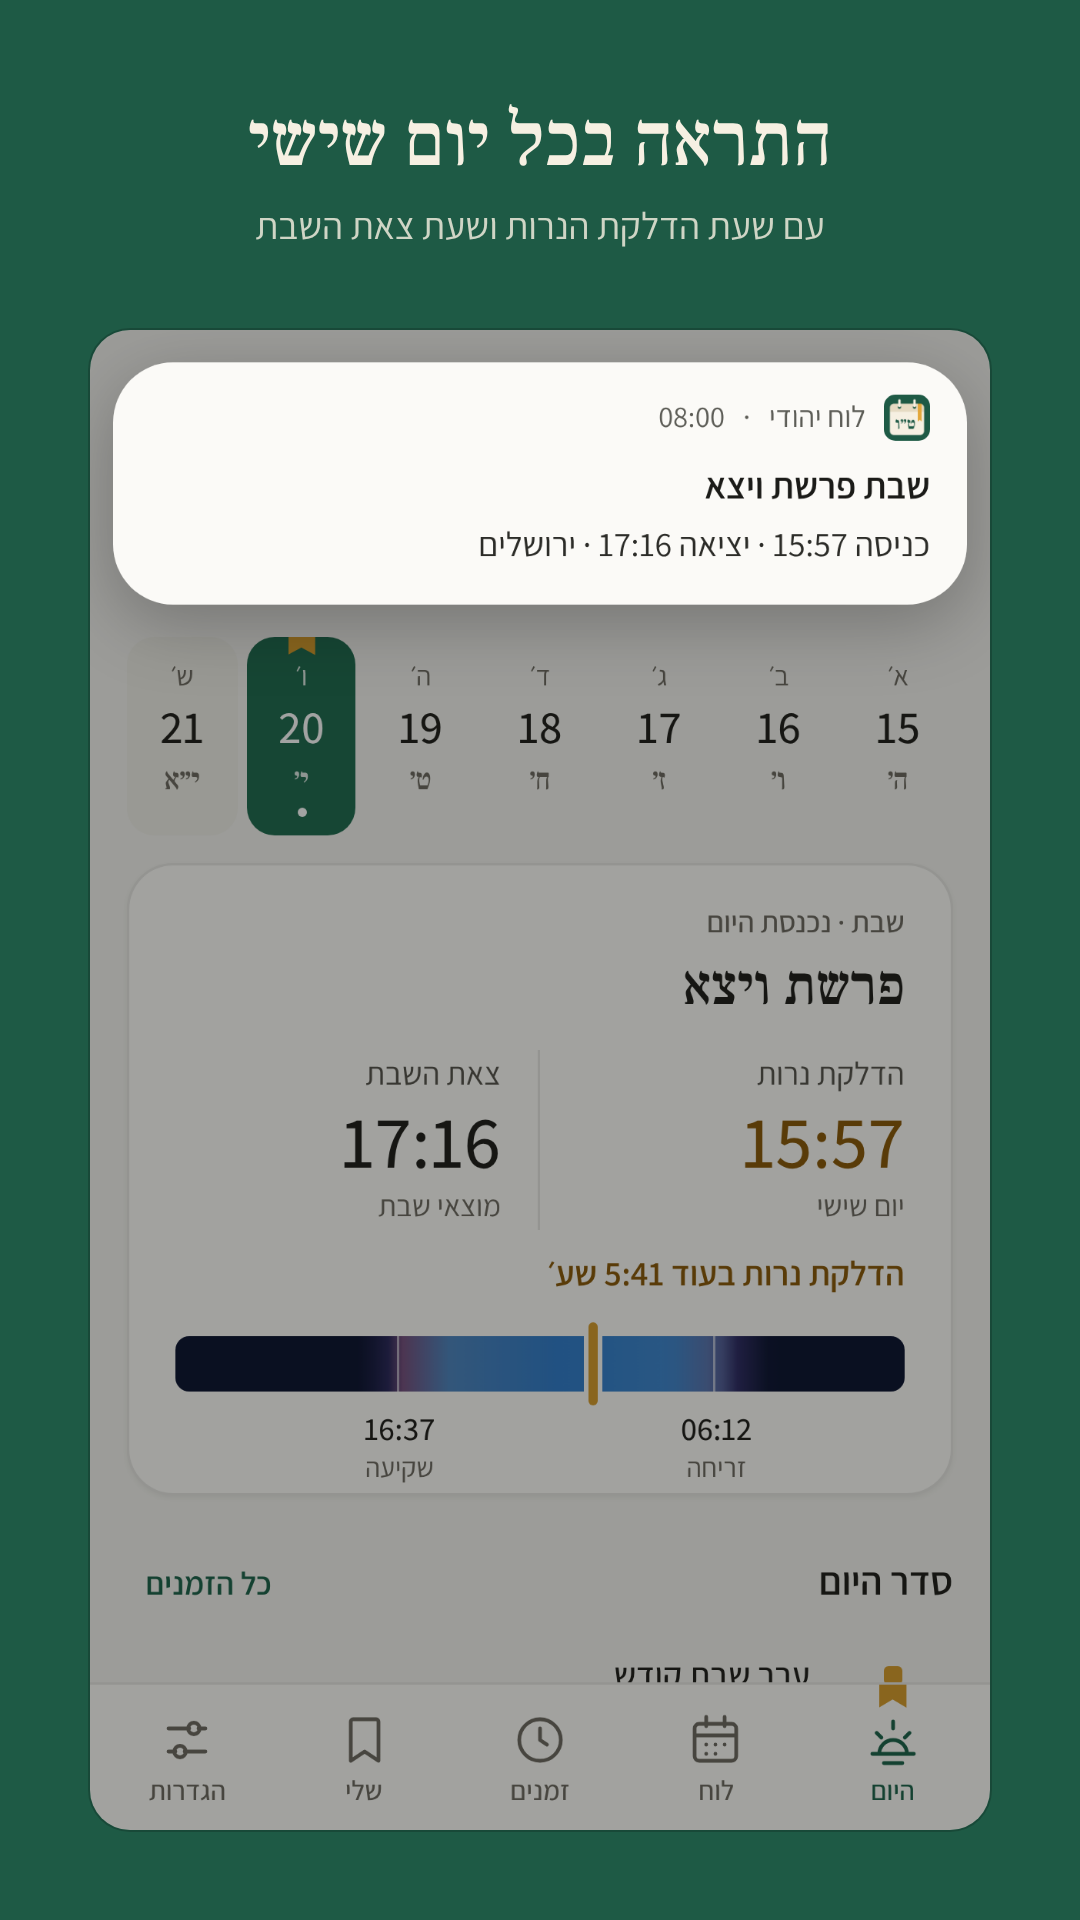 התראה בכל יום שישי
עם שעת הדלקת הנרות ושעת צאת השבת
ט״ו
לוח יהודי · 08:00
שבת פרשת ויצא
כניסה 15:57 · יציאה 17:16 · ירושלים
א׳ ב׳ ג׳ ד׳ ה׳ ו׳ ש׳
15 16 17 18 19 20 21
ה׳ ו׳ ז׳ ח׳ ט׳ י׳ י״א
שבת · נכנסת היום
פרשת ויצא
הדלקת נרות צאת השבת
15:57 17:16
יום שישי מוצאי שבת
הדלקת נרות בעוד 5:41 שע׳
06:12 16:37
זריחה שקיעה
סדר היום כל הזמנים
ערב שבת קודש
היום לוח זמנים שלי הגדרות